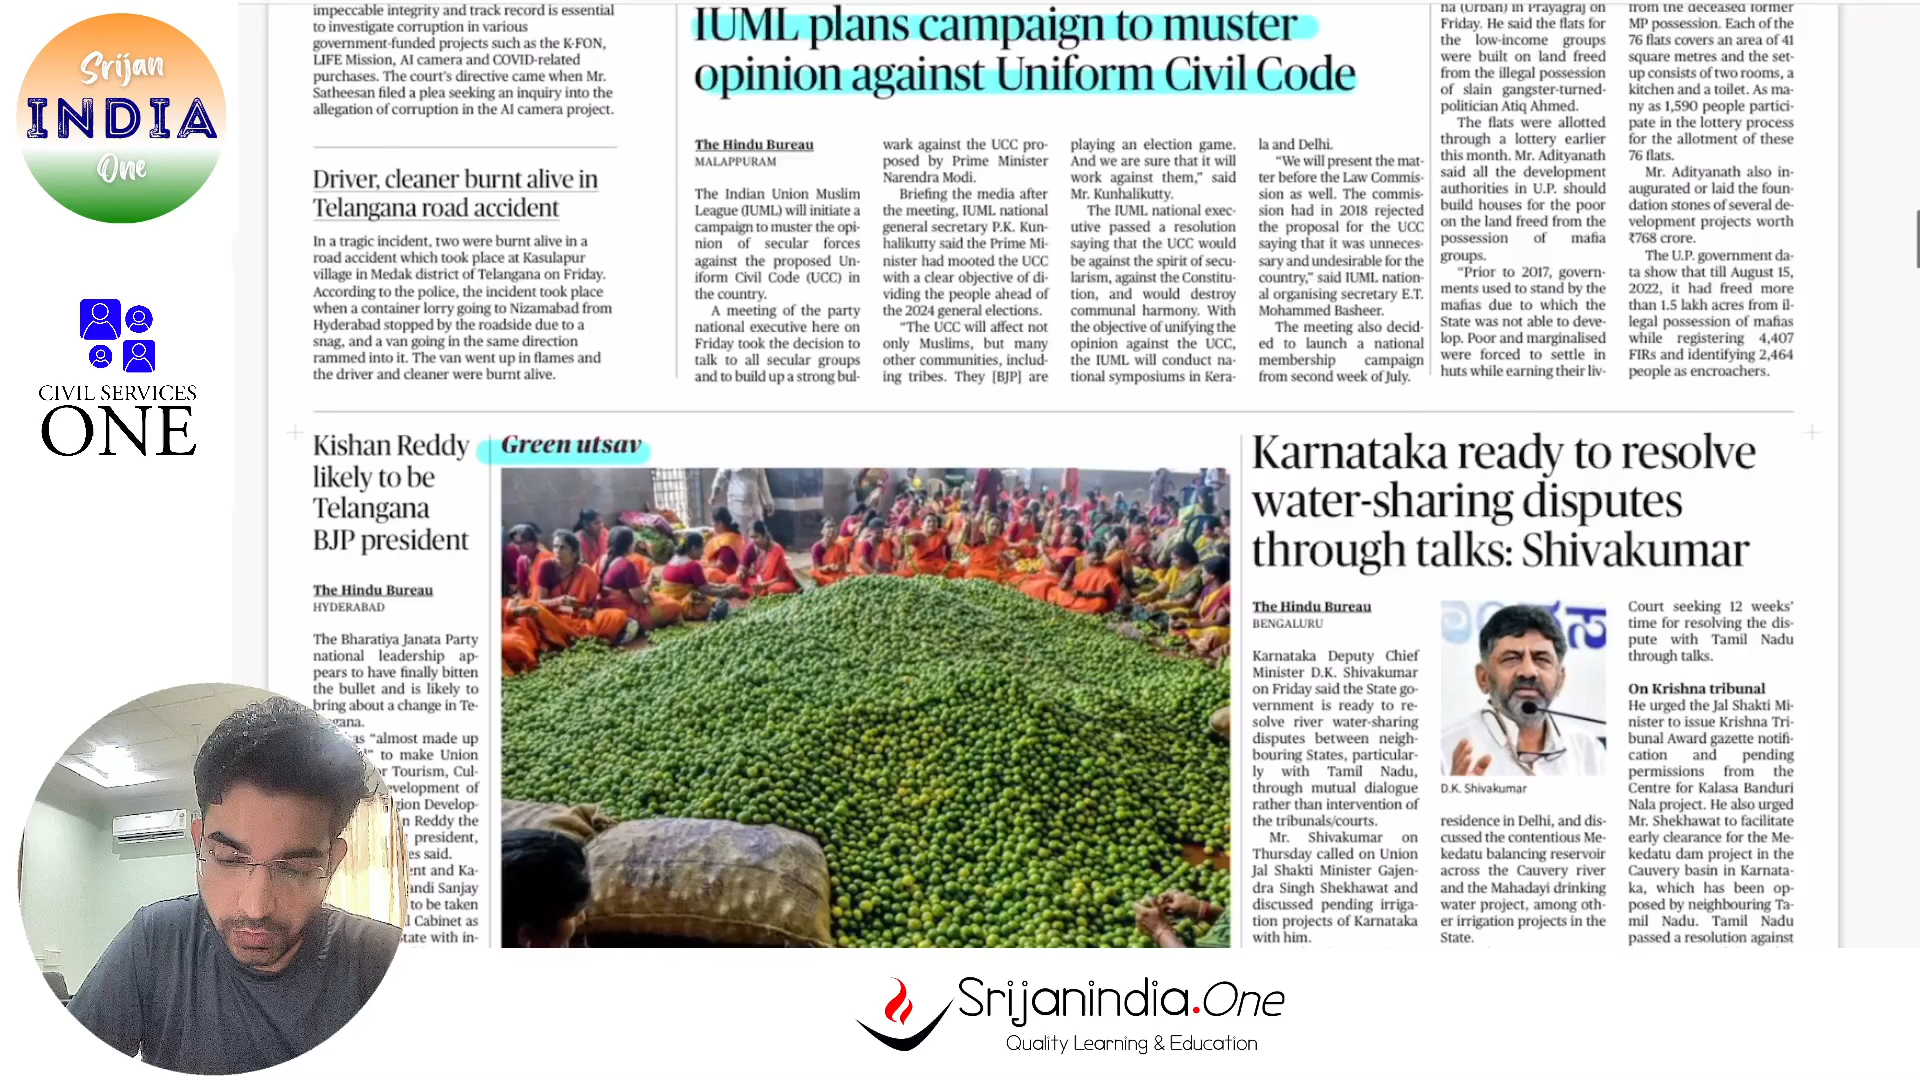 Srijan
INDIA
One
CIVIL SERVICES
ONE
impeccable integrity and track record is essential
to investigate corruption in various
government-funded projects such as the K-FON,
LIFE Mission, AI camera and COVID-related
purchases. The court's directive came when Mr.
Satheesan filed a plea seeking an inquiry into the
allegation of corruption in the AI camera project.
Driver, cleaner burnt alive in
Telangana road accident
In a tragic incident, two were burnt alive in a
road accident which took place at Kasulapur
village in Medak district of Telangana on Friday.
According to the police, the incident took place
when a container lorry going to Nizamabad from
Hyderabad stopped by the roadside due to a
snag, and a van going in the same direction
rammed into it. The van went up in flames and
the driver and cleaner were burnt alive.
IUML plans campaign to muster
opinion against Uniform Civil Code
The Hindu Bureau
MALAPPURAM
The Indian Union Muslim
League (IUML) will initiate a
campaign to muster the opi-
nion of secular forces
against the proposed Un-
iform Civil Code (UCC) in
the country.
A meeting of the party
national executive here on
Friday took the decision to
talk to all secular groups
and to build up a strong bul-
wark against the UCC pro-
posed by Prime Minister
Narendra Modi.
Briefing the media after
the meeting, IUML national
general secretary P.K. Kun-
halikutty said the Prime Mi-
nister had mooted the UCC
with a clear objective of di-
viding the people ahead of
the 2024 general elections.
"The UCC will affect not
only Muslims, but many
other communities, includ-
ing tribes. They [BJP] are
playing an election game.
And we are sure that it will
work against them," said
Mr. Kunhalikutty.
The IUML national exec-
utive passed a resolution
saying that the UCC would
be against the spirit of secu-
larism, against the Constitu-
tion, and would destroy
communal harmony. With
the objective of unifying the
opinion against the UCC,
the IUML will conduct na-
tional symposiums in Kera-
la and Delhi.
"We will present the mat-
ter before the Law Commis-
sion as well. The commis-
sion had in 2018 rejected
the proposal for the UCC
saying that it was unneces-
sary and undesirable for the
country," said IUML nation-
al organising secretary E.T.
Mohammed Basheer.
The meeting also decid-
ed to launch a national
membership campaign
from second week of July.
na (Urban) in Prayagraj on
Friday. He said the flats for
the low-income groups
were built on land freed
from the illegal possession
of slain gangster-turned-
politician Atiq Ahmed.
The flats were allotted
through a lottery earlier
this month. Mr. Adityanath
said all the development
authorities in U.P. should
build houses for the poor
on the land freed from the
possession of mafia
groups.
"Prior to 2017, govern-
ments used to stand by the
mafias due to which the
State was not able to deve-
lop. Poor and marginalised
were forced to settle in
huts while earning their liv-
from the deceased former
MP possession. Each of the
76 flats covers an area of 41
square metres and the set-
up consists of two rooms, a
kitchen and a toilet. As ma-
ny as 1,590 people partici-
pate in the lottery process
for the allotment of these
76 flats.
Mr. Adityanath also in-
augurated or laid the foun-
dation stones of several de-
velopment projects worth
₹768 crore.
The U.P. government da-
ta show that till August 15,
2022, it had freed more
than 1.5 lakh acres from il-
legal possession of mafias
while registering 4,407
FIRs and identifying 2,464
people as encroachers.
Kishan Reddy
likely to be
Telangana
BJP president
The Hindu Bureau
HYDERABAD
The Bharatiya Janata Party
national leadership ap-
pears to have finally bitten
the bullet and is likely to
bring about a change in Te-
"almost made up
to make Union
Tourism, Cul-
Develop-
Reddy the
president,
said.
and Ka-
Sanjay
to be taken
Cabinet as
with in-
Green utsav
Karnataka ready to resolve
water-sharing disputes
through talks: Shivakumar
The Hindu Bureau
BENGALURU
Karnataka Deputy Chief
Minister D.K. Shivakumar
on Friday said the State go-
vernment is ready to re-
solve river water-sharing
disputes between neigh-
bouring States, particular-
ly with Tamil Nadu,
through mutual dialogue
rather than intervention of
the tribunals/courts.
Mr. Shivakumar on
Thursday called on Union
Jal Shakti Minister Gajen-
dra Singh Shekhawat and
discussed pending irriga-
tion projects of Karnataka
with him.
D.K. Shivakumar
residence in Delhi, and dis-
cussed the contentious Me-
kedatu balancing reservoir
across the Cauvery river
and the Mahadayi drinking
water project, among oth-
er irrigation projects in the
State.
Court seeking 12 weeks'
time for resolving the dis-
pute with Tamil Nadu
through talks.
On Krishna tribunal
He urged the Jal Shakti Mi-
nister to issue Krishna Tri-
bunal Award gazette notifi-
cation and pending
permissions from the
Centre for Kalasa Banduri
Nala project. He also urged
Mr. Shekhawat to facilitate
early clearance for the Me-
kedatu dam project in the
Cauvery basin in Karnata-
ka, which has been op-
posed by neighbouring Ta-
mil Nadu. Tamil Nadu
passed a resolution against
Srijanindia.One
Quality Learning & Education